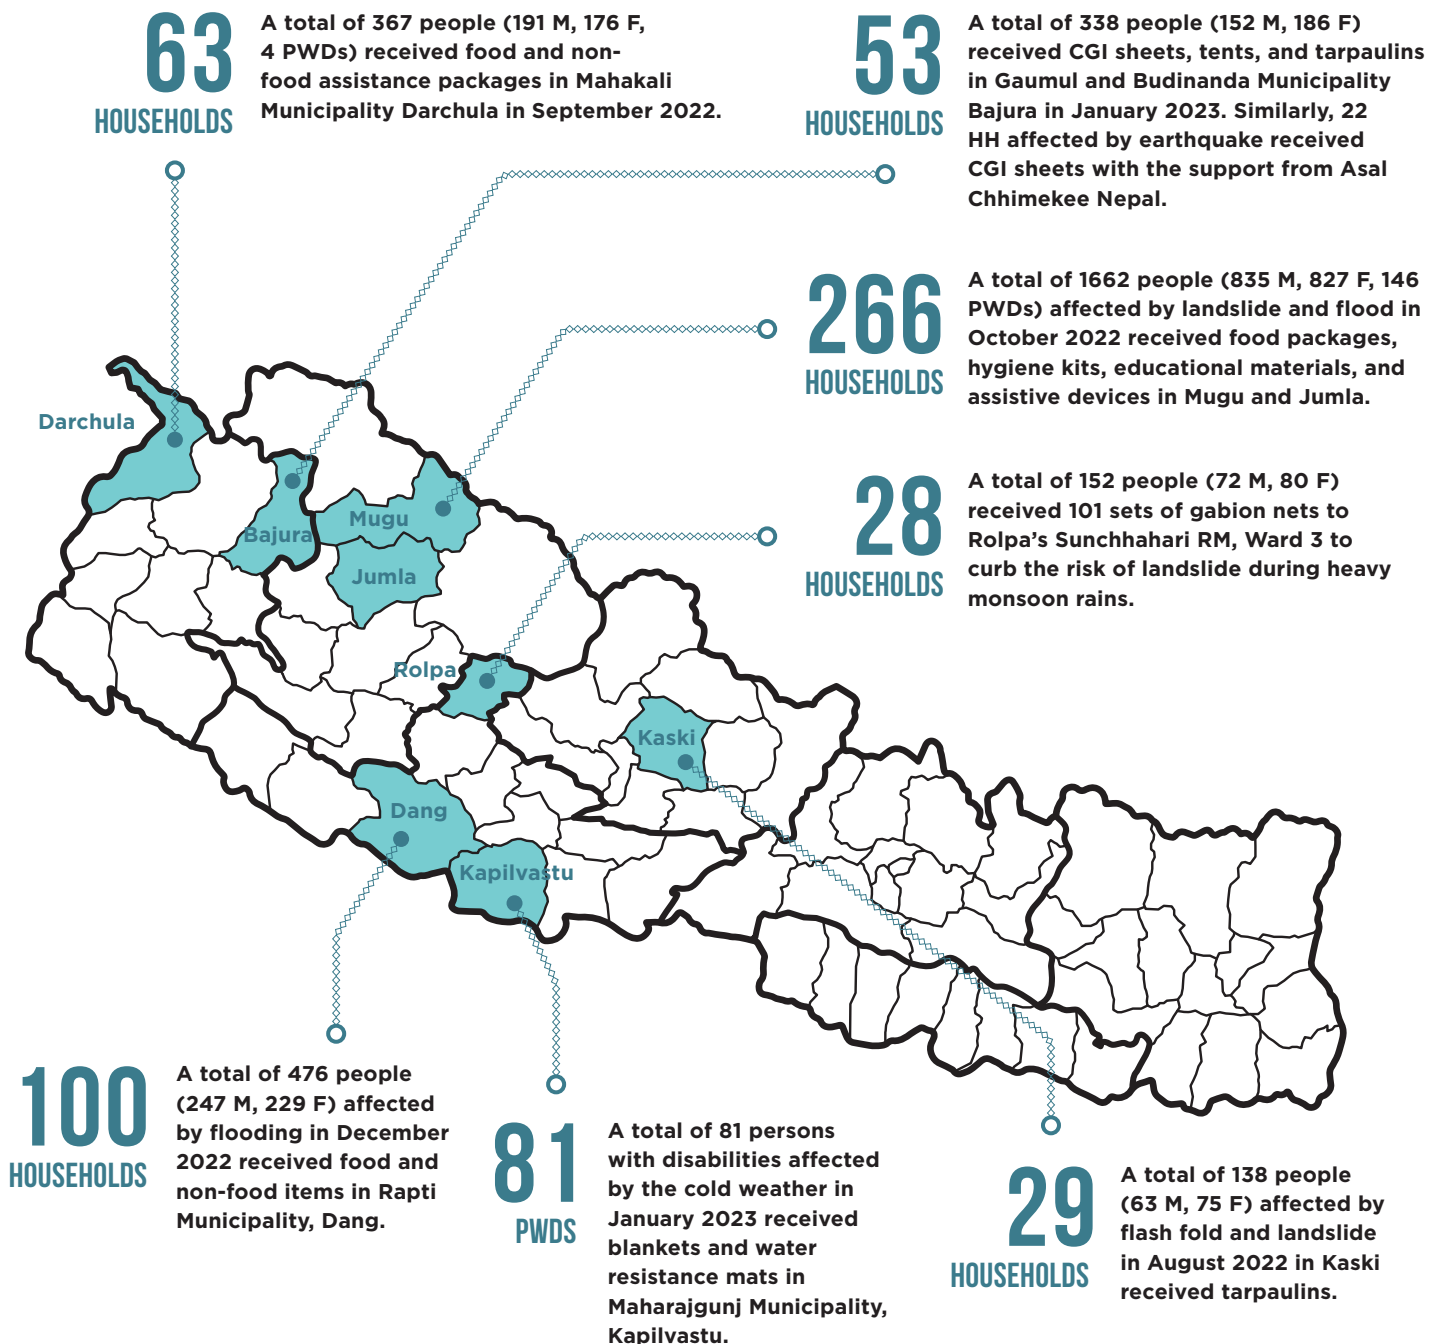 63
HOUSEHOLDS
A total of 367 people (191 M, 176 F,
4 PWDs) received food and non-
food assistance packages in Mahakali
Municipality Darchula in September 2022.
53
HOUSEHOLDS
A total of 338 people (152 M, 186 F)
received CGI sheets, tents, and tarpaulins
in Gaumul and Budinanda Municipality
Bajura in January 2023. Similarly, 22
HH affected by earthquake received
CGI sheets with the support from Asal
Chhimekee Nepal.
266
HOUSEHOLDS
A total of 1662 people (835 M, 827 F, 146
PWDs) affected by landslide and flood in
October 2022 received food packages,
hygiene kits, educational materials, and
assistive devices in Mugu and Jumla.
28
HOUSEHOLDS
A total of 152 people (72 M, 80 F)
received 101 sets of gabion nets to
Rolpa’s Sunchhahari RM, Ward 3 to
curb the risk of landslide during heavy
monsoon rains.
Darchula
Bajura
Mugu
Jumla
Rolpa
Kaski
Dang
Kapilvastu
100
HOUSEHOLDS
A total of 476 people
(247 M, 229 F) affected
by flooding in December
2022 received food and
non-food items in Rapti
Municipality, Dang.
81
PWDS
A total of 81 persons
with disabilities affected
by the cold weather in
January 2023 received
blankets and water
resistance mats in
Maharajgunj Municipality,
Kapilvastu.
29
HOUSEHOLDS
A total of 138 people
(63 M, 75 F) affected by
flash fold and landslide
in August 2022 in Kaski
received tarpaulins.